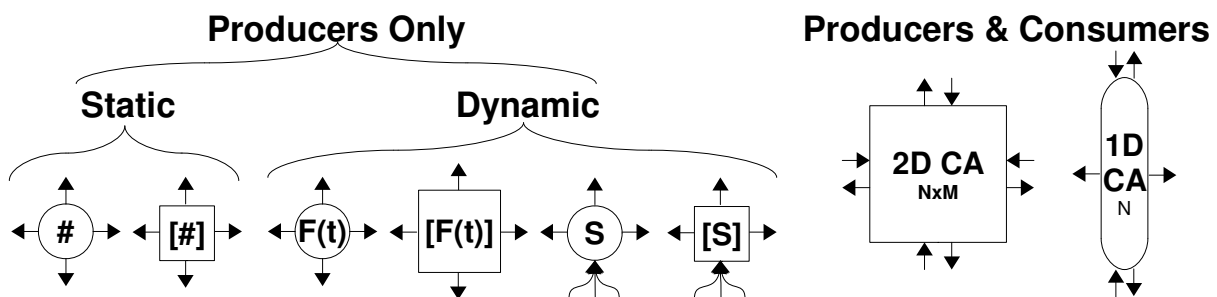 Producers Only
Producers & Consumers
Static
Dynamic
#
[#]
F(t)
[F(t)]
S
[S]
2D CA
NxM
1D
CA
N